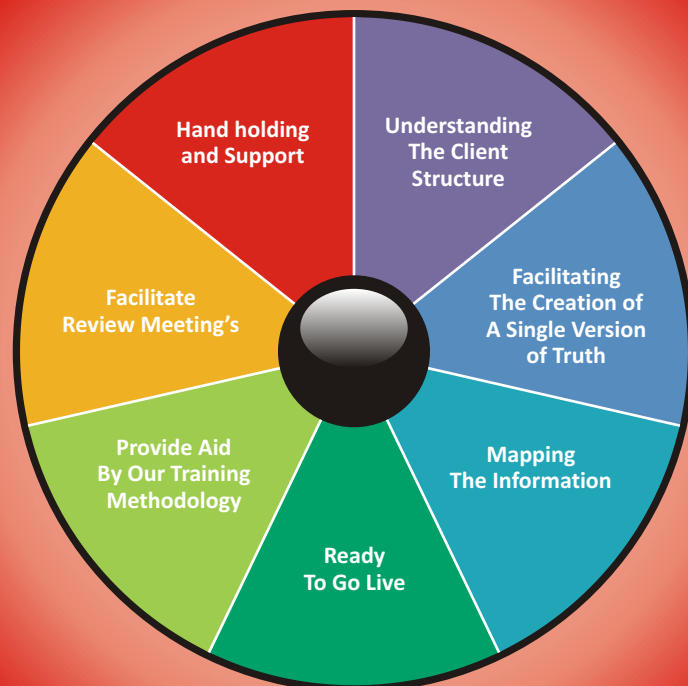 Hand holding
and Support
Understanding
The Client
Structure
Facilitating
The Creation of
A Single Version
of Truth
Mapping
The Information
Ready
To Go Live
Provide Aid
By Our Training
Methodology
Facilitate
Review Meeting's